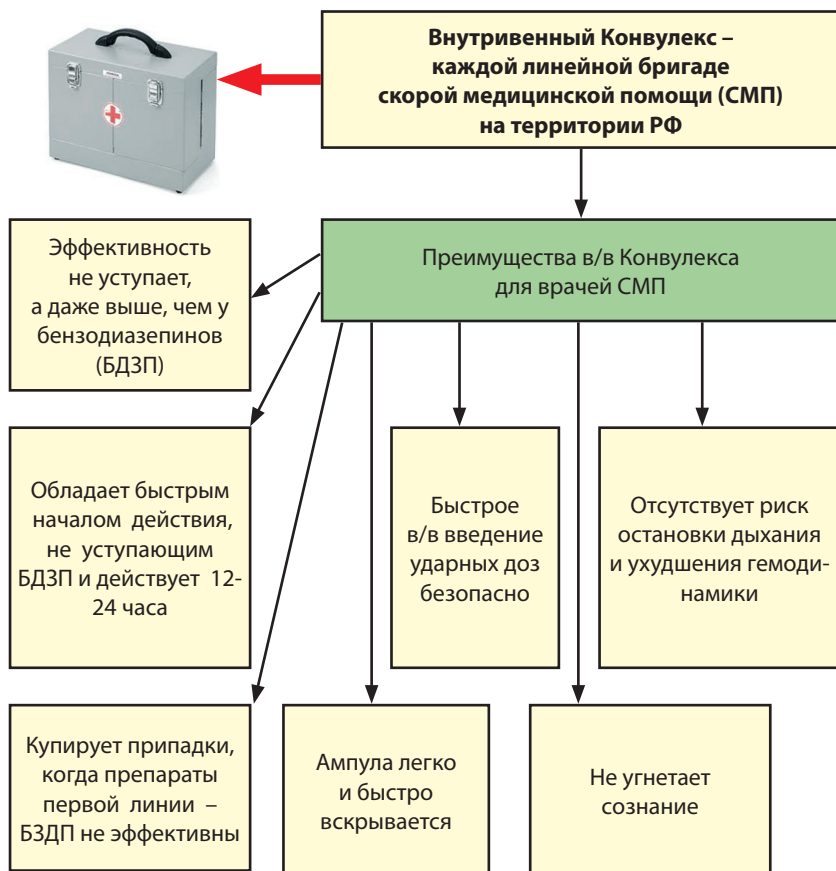 Внутривенный Конвулекс –
каждой линейной бригаде
скорой медицинской помощи (СМП)
на территории РФ
Эффективность
не уступает,
а даже выше, чем у
бензодиазепинов
(БДЗП)
Преимущества в/в Конвулекса
для врачей СМП
Обладает быстрым
началом действия,
не уступающим
БДЗП и действует 12-
24 часа
Быстрое
в/в введение
ударных доз
безопасно
Отсутствует риск
остановки дыхания
и ухудшения гемоди-
намики
Купирует припадки,
когда препараты
первой линии –
БЗДП не эффективны
Ампула легко
и быстро
вскрывается
Не угнетает
сознание